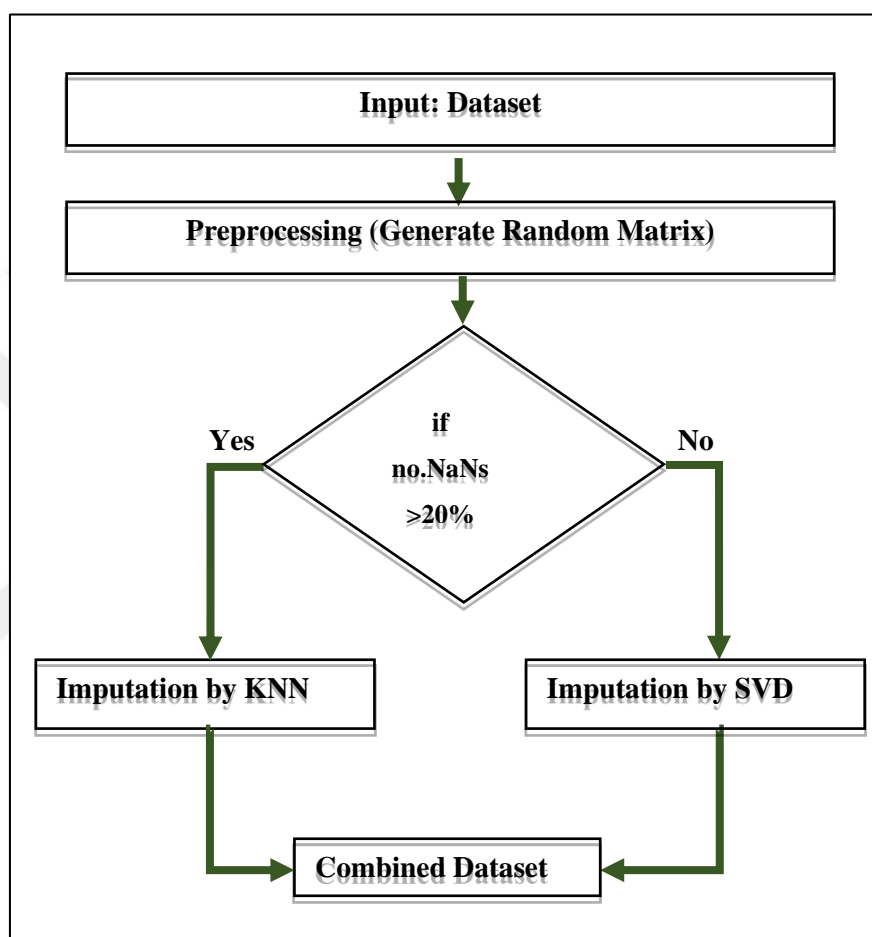 Input: Dataset
Preprocessing (Generate Random Matrix)
if
no.NaNs
>20%
Yes
No
Imputation by KNN
Imputation by SVD
Combined Dataset